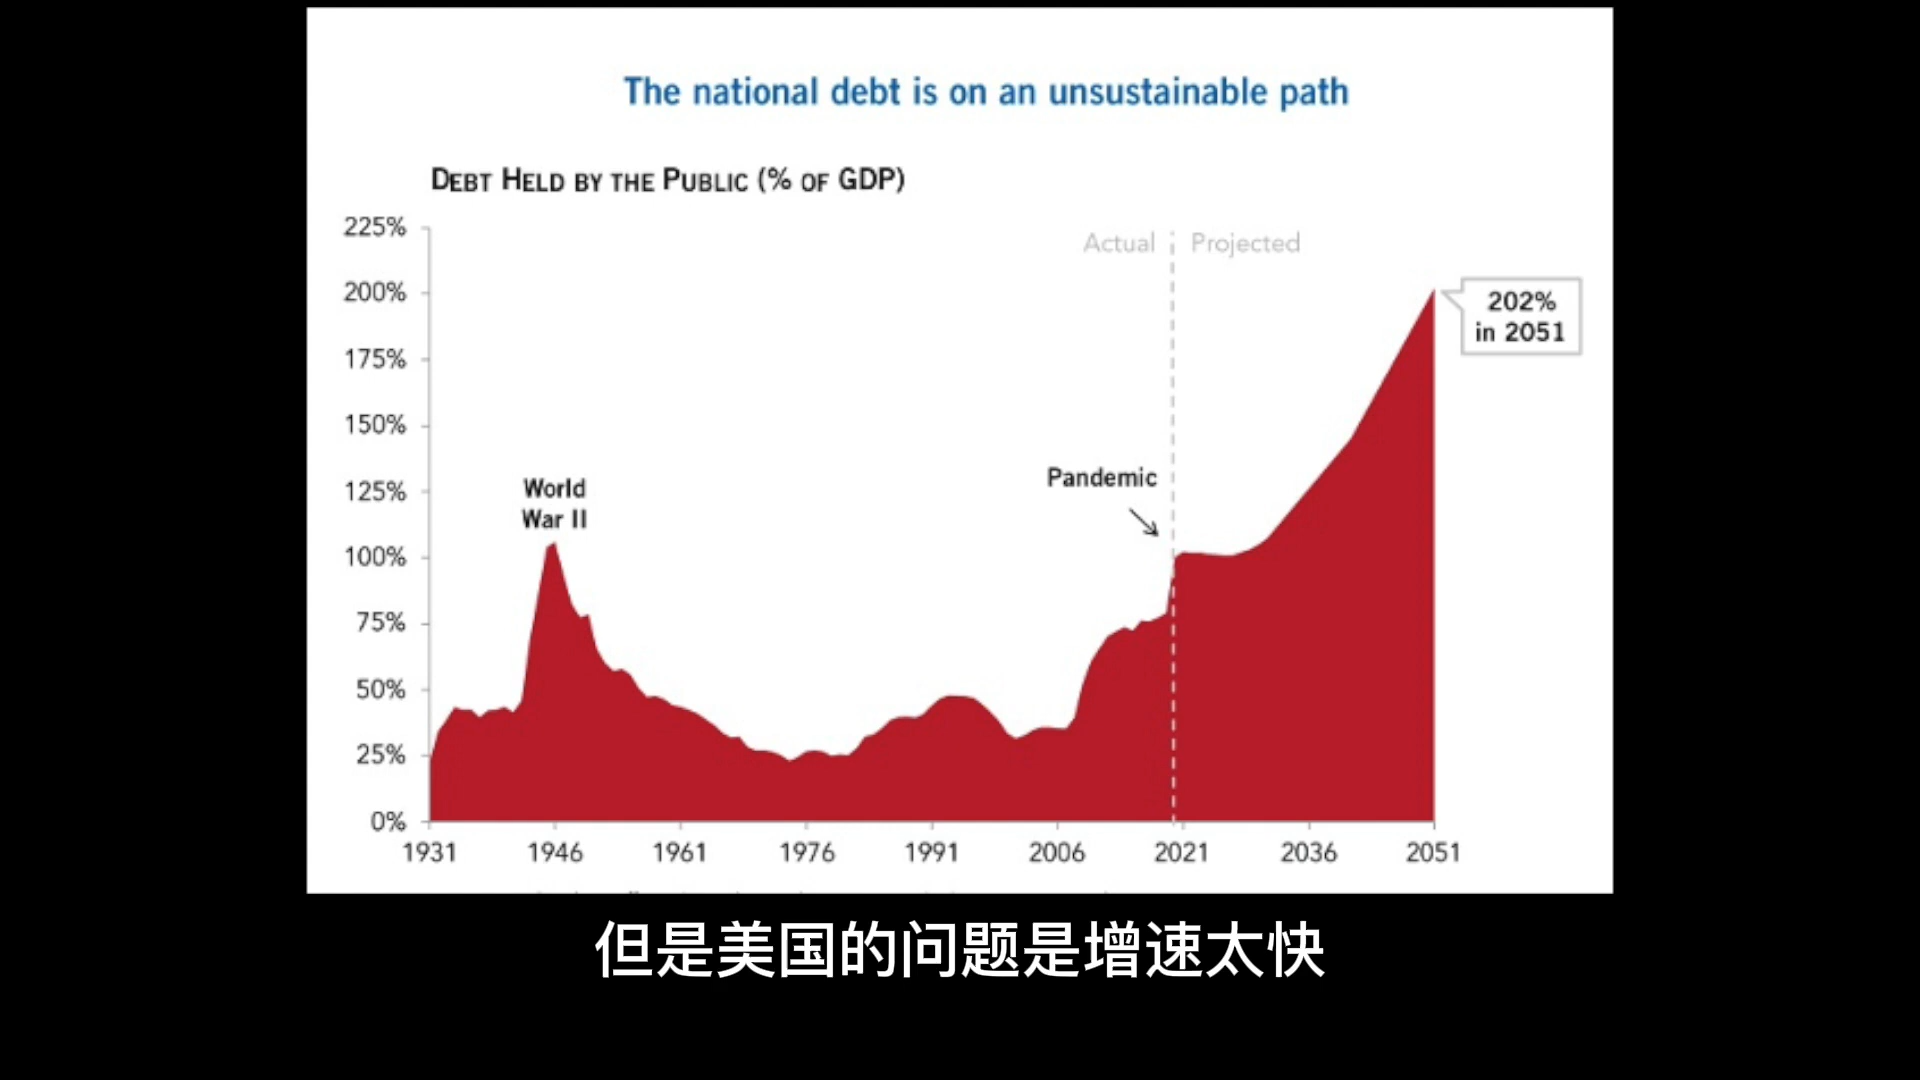 The national debt is on an unsustainable path
DEBT HELD BY THE PUBLIC (% OF GDP)
225%
Actual
Projected
200%
202%
in 2051
175%
150%
125%
World
War II
Pandemic
100%
75%
50%
25%
0%
1931
1946
1961
1976
1991
2006
2021
2036
2051
但是美国的问题是增速太快